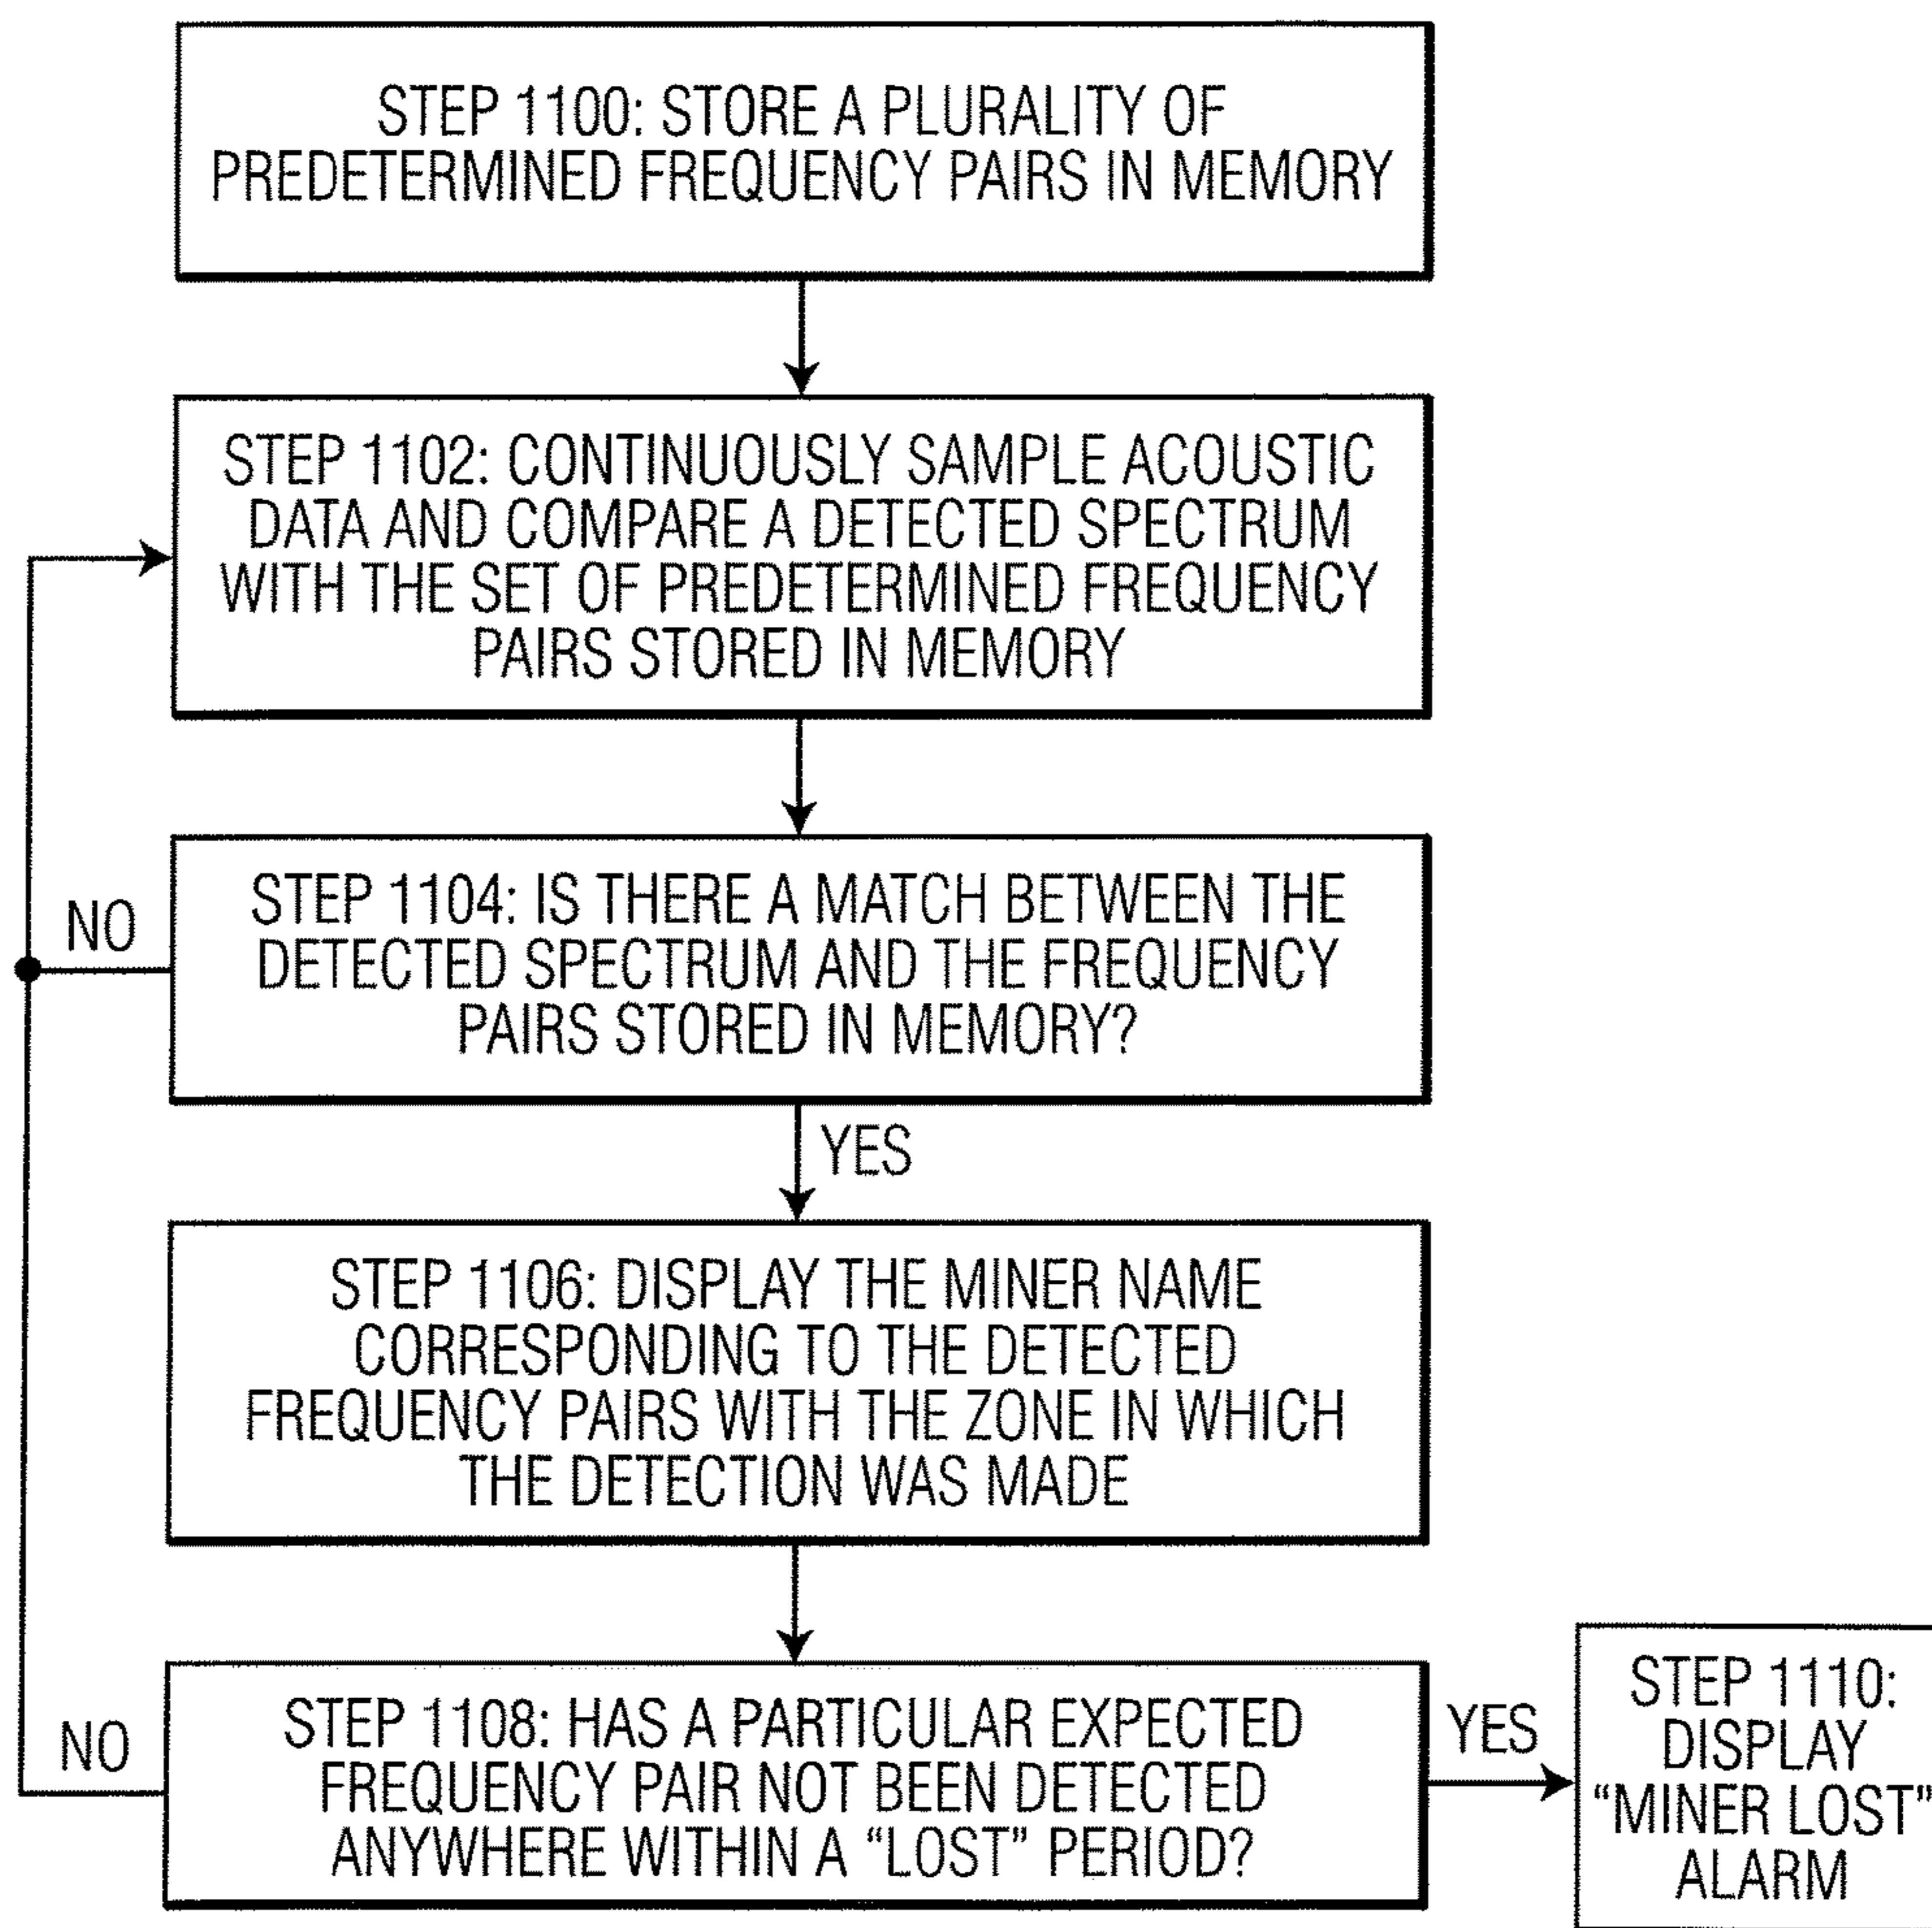 STEP 1100: STORE A PLURALITY OF
PREDETERMINED FREQUENCY PAIRS IN MEMORY
STEP 1102: CONTINUOUSLY SAMPLE ACOUSTIC
DATA AND COMPARE A DETECTED SPECTRUM
WITH THE SET OF PREDETERMINED FREQUENCY
PAIRS STORED IN MEMORY
NO
STEP 1104: IS THERE A MATCH BETWEEN THE
DETECTED SPECTRUM AND THE FREQUENCY
PAIRS STORED IN MEMORY?
YES
STEP 1106: DISPLAY THE MINER NAME
CORRESPONDING TO THE DETECTED
FREQUENCY PAIRS WITH THE ZONE IN WHICH
THE DETECTION WAS MADE
NO
STEP 1108: HAS A PARTICULAR EXPECTED
FREQUENCY PAIR NOT BEEN DETECTED
ANYWHERE WITHIN A “LOST” PERIOD?
YES
STEP 1110:
DISPLAY
“MINER LOST”
ALARM